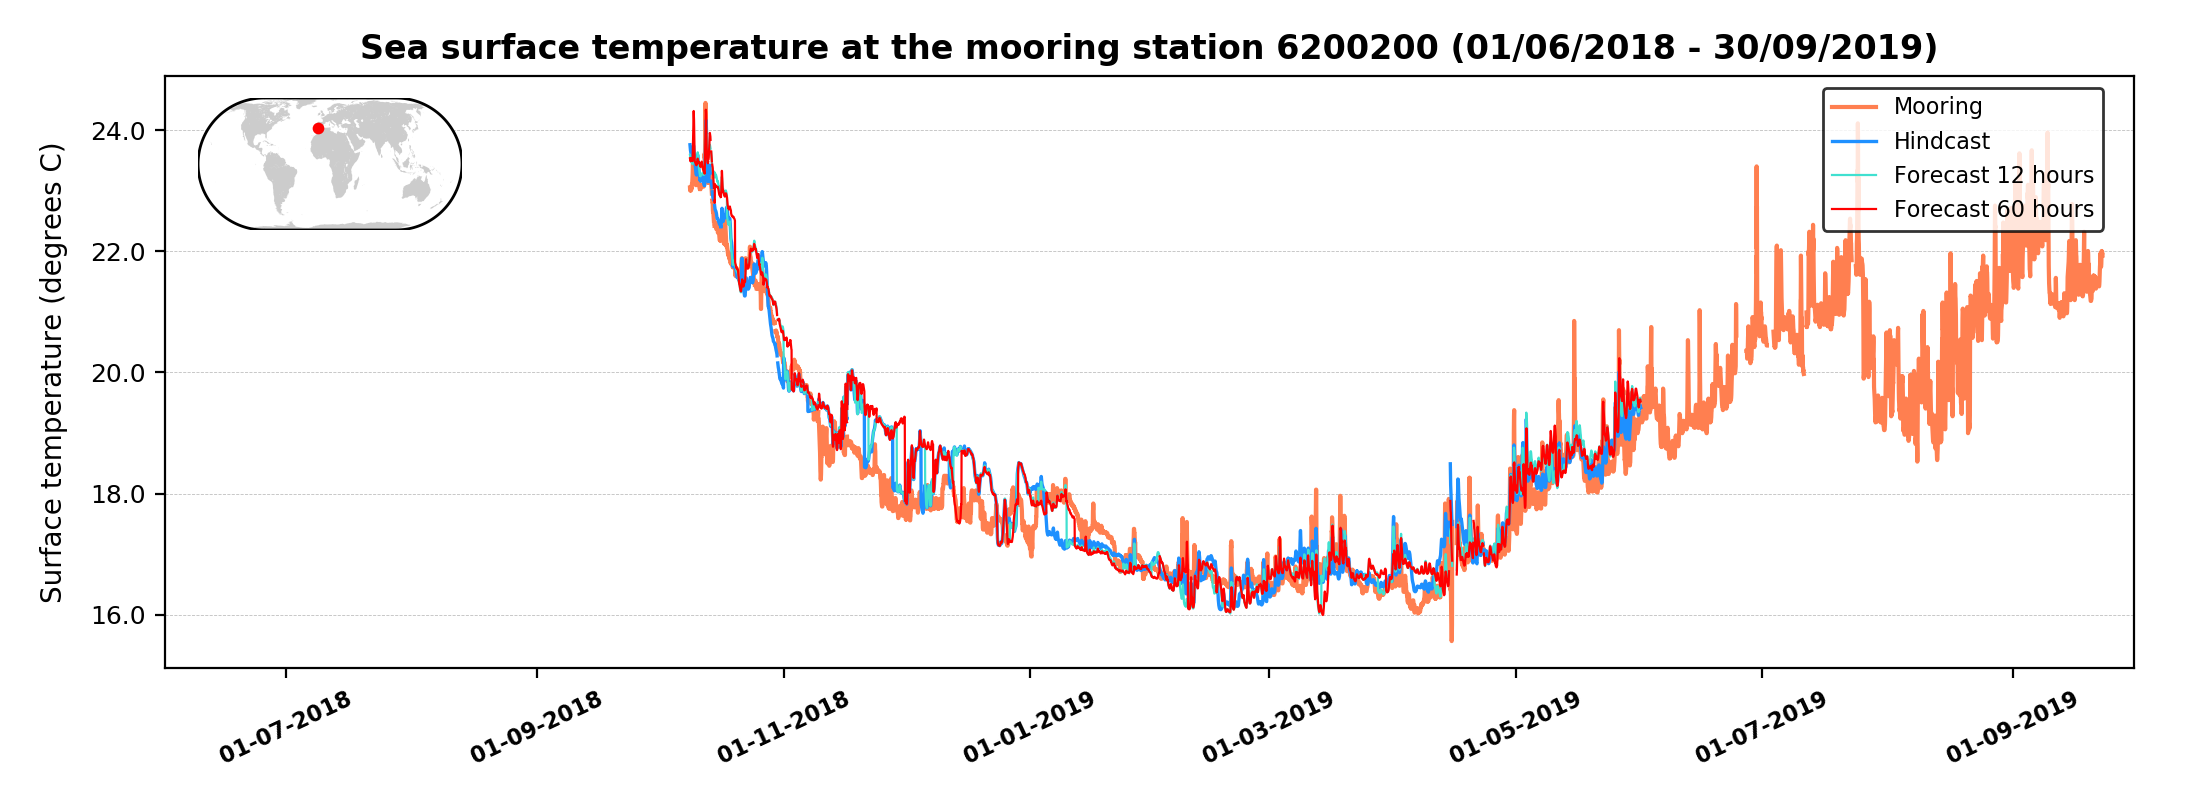 Sea surface temperature at the mooring station 6200200 (01/06/2018 - 30/09/2019)
Surface temperature (degrees C)
24.0
22.0
20.0
18.0
16.0
Mooring
Hindcast
Forecast 12 hours
Forecast 60 hours
01-07-2018
01-09-2018
01-11-2018
01-01-2019
01-03-2019
01-05-2019
01-07-2019
01-09-2019